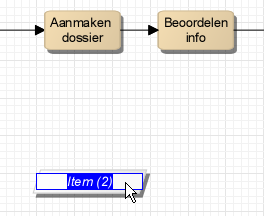 Aanmaken
dossier
Beoordelen
info
Item (2)